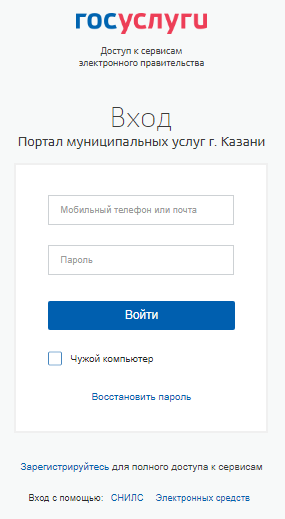 госуслуги
Доступ к сервисам
электронного правительства
Вход
Портал муниципальных услуг г. Казани
Мобильный телефон или почта
Пароль
Войти
Чужой компьютер
Восстановить пароль
Зарегистрируйтесь для полного доступа к сервисам
Вход с помощью: СНИЛС Электронных средств